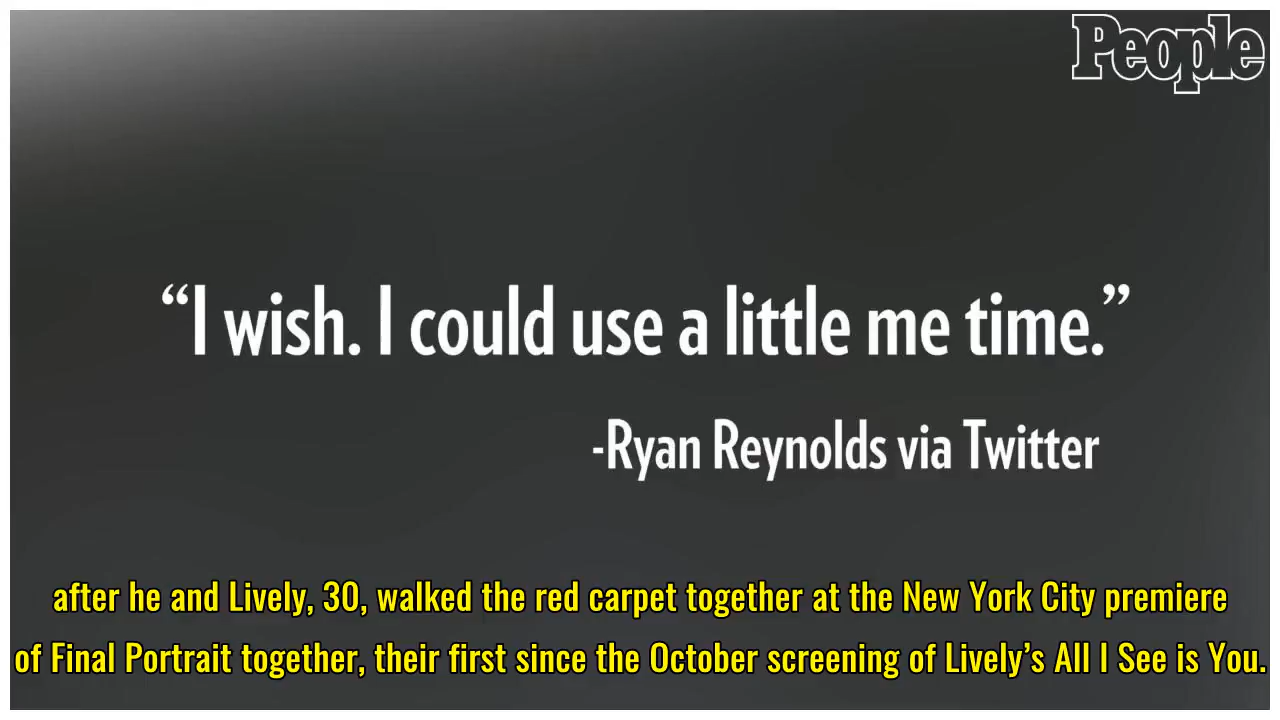 People
“I wish. I could use a little me time.”
-Ryan Reynolds via Twitter
after he and Lively, 30, walked the red carpet together at the New York City premiere
of Final Portrait together, their first since the October screening of Lively’s All I See is You.